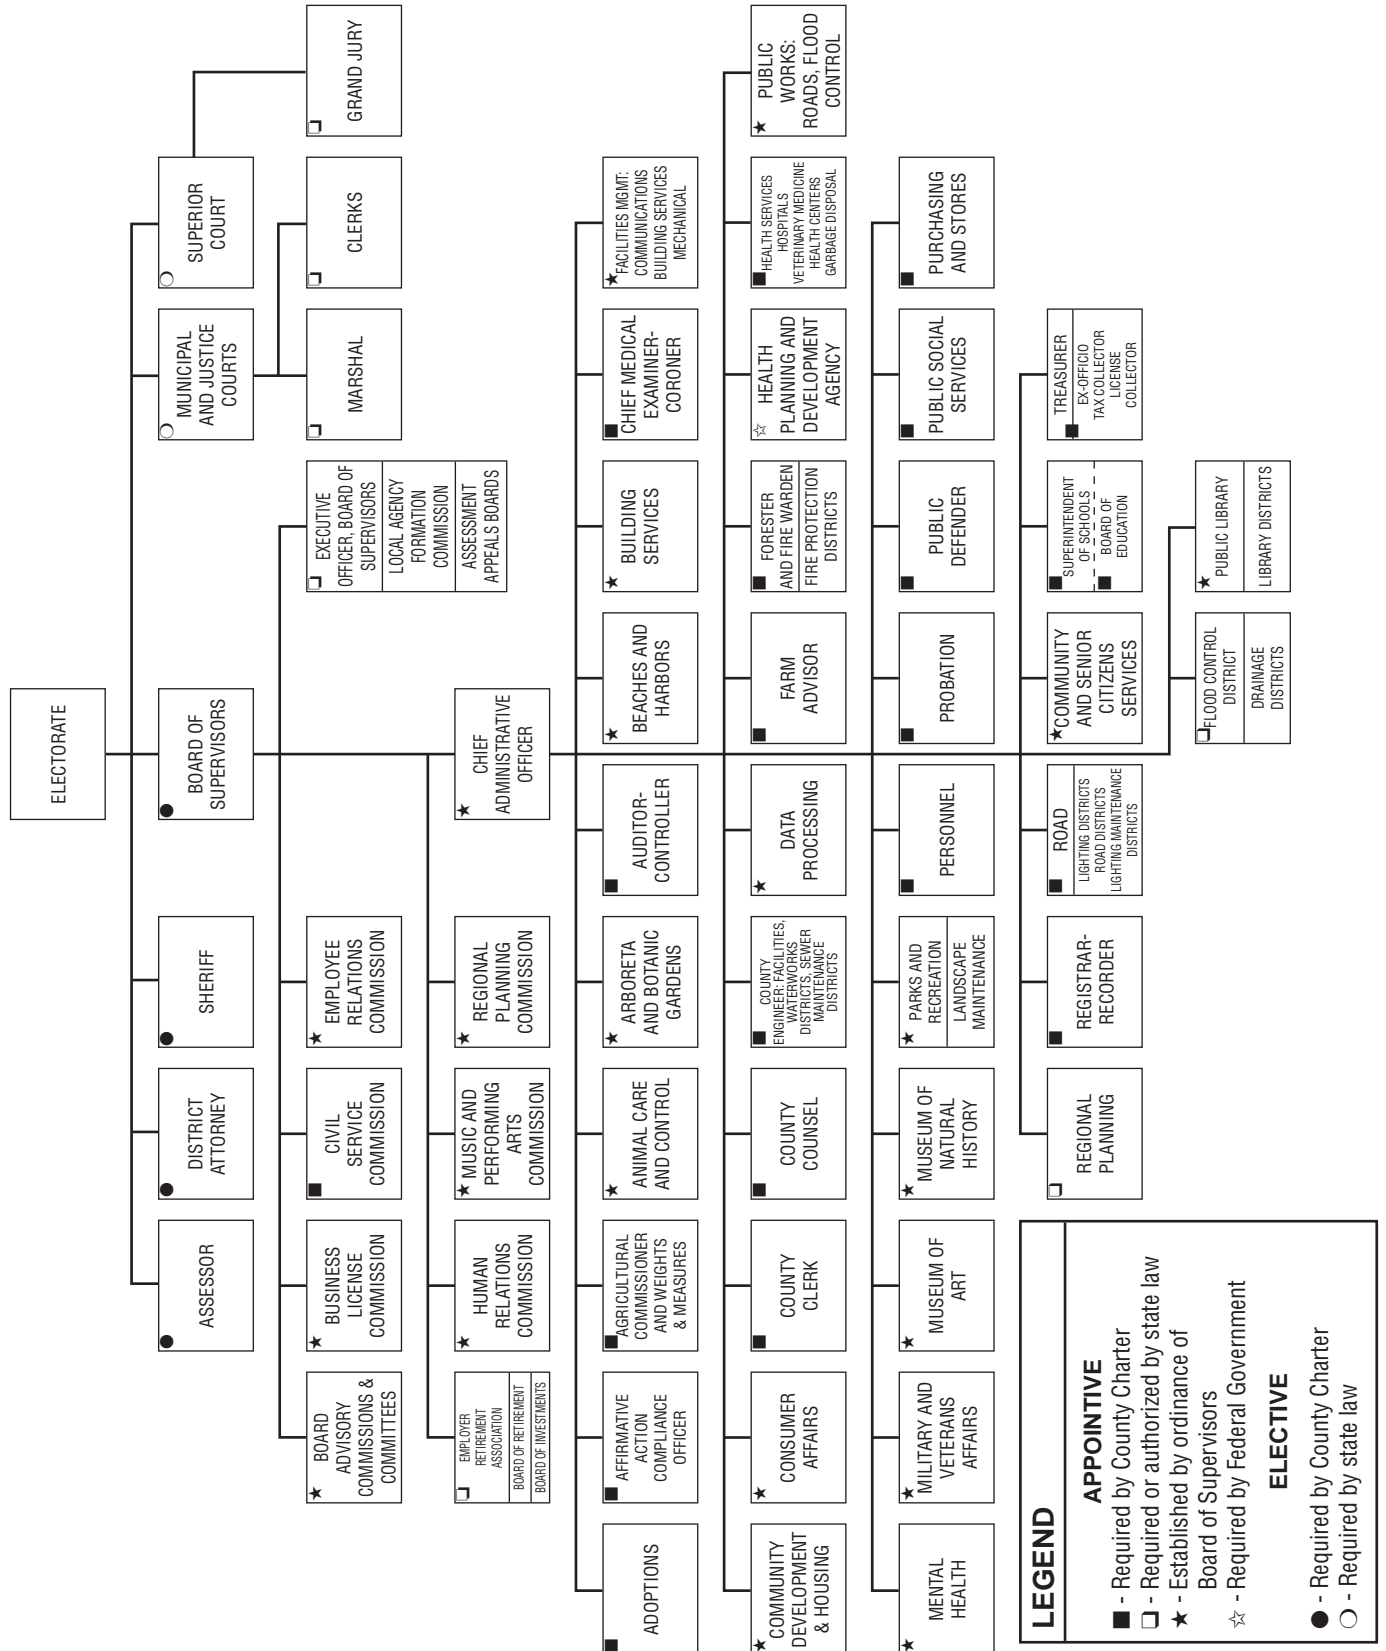 ELECTORATE
ASSESSOR
DISTRICT
ATTORNEY
SHERIFF
BOARD OF
SUPERVISORS
MUNICIPAL
AND JUSTICE
COURTS
SUPERIOR
COURT
BOARD
ADVISORY
COMMISSIONS &
COMMITTEES
BUSINESS
LICENSE
COMMISSION
CIVIL
SERVICE
COMMISSION
EMPLOYEE
RELATIONS
COMMISSION
EXECUTIVE
OFFICER, BOARD OF
SUPERVISORS
LOCAL AGENCY
FORMATION
COMMISSION
ASSESSMENT
APPEALS BOARDS
MARSHAL
CLERKS
GRAND JURY
EMPLOYER
RETIREMENT
ASSOCIATION
BOARD OF RETIREMENT
BOARD OF INVESTMENTS
HUMAN
RELATIONS
COMMISSION
MUSIC AND
PERFORMING
ARTS
COMMISSION
REGIONAL
PLANNING
COMMISSION
CHIEF
ADMINISTRATIVE
OFFICER
ADOPTIONS
AFFIRMATIVE
ACTION
COMPLIANCE
OFFICER
AGRICULTURAL
COMMISSIONER
AND WEIGHTS
& MEASURES
ANIMAL CARE
AND CONTROL
ARBORETA
AND BOTANIC
GARDENS
AUDITOR-
CONTROLLER
BEACHES AND
HARBORS
BUILDING
SERVICES
CHIEF MEDICAL
EXAMINER-
CORONER
FACILITIES MGMT:
COMMUNICATIONS
BUILDING SERVICES
MECHANICAL
COMMUNITY
DEVELOPMENT
& HOUSING
CONSUMER
AFFAIRS
COUNTY
CLERK
COUNTY
COUNSEL
COUNTY
ENGINEER: FACILITIES,
WATERWORKS
DISTRICTS, SEWER
MAINTENANCE
DISTRICTS
DATA
PROCESSING
FARM
ADVISOR
FORESTER
AND FIRE WARDEN
FIRE PROTECTION
DISTRICTS
HEALTH
PLANNING AND
DEVELOPMENT
AGENCY
HEALTH SERVICES
HOSPITALS
VETERINARY MEDICINE
HEALTH CENTERS
GARBAGE DISPOSAL
PUBLIC
WORKS:
ROADS, FLOOD
CONTROL
MENTAL
HEALTH
MILITARY AND
VETERANS
AFFAIRS
MUSEUM OF
ART
MUSEUM OF
NATURAL
HISTORY
PARKS AND
RECREATION
LANDSCAPE
MAINTENANCE
PERSONNEL
PROBATION
PUBLIC
DEFENDER
PUBLIC SOCIAL
SERVICES
PURCHASING
AND STORES
REGIONAL
PLANNING
REGISTRAR-
RECORDER
ROAD
LIGHTING DISTRICTS
ROAD DISTRICTS
LIGHTING MAINTENANCE
DISTRICTS
COMMUNITY
AND SENIOR
CITIZENS
SERVICES
SUPERINTENDENT
OF SCHOOLS
BOARD OF
EDUCATION
TREASURER
EX-OFFICIO
TAX COLLECTOR
LICENSE
COLLECTOR
FLOOD CONTROL
DISTRICT
DRAINAGE
DISTRICTS
PUBLIC LIBRARY
LIBRARY DISTRICTS
LEGEND
APPOINTIVE
■ - Required by County Charter
❏ - Required or authorized by state law
★ - Established by ordinance of
Board of Supervisors
☆ - Required by Federal Government
ELECTIVE
● - Required by County Charter
❍ - Required by state law